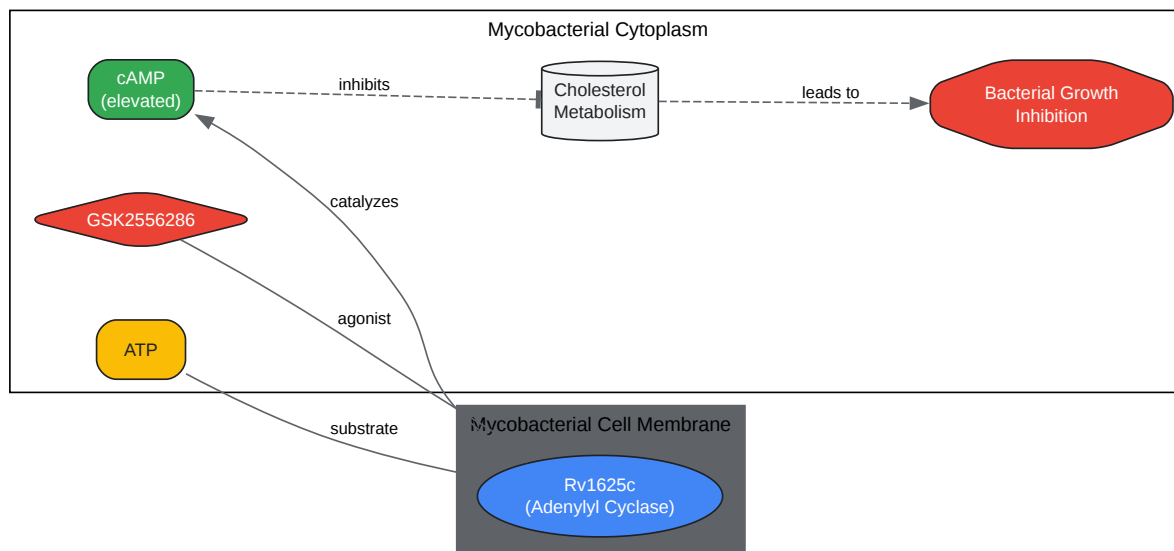 Mycobacterial Cytoplasm
cAMP
(elevated)
inhibits
Cholesterol
Metabolism
leads to
Bacterial Growth
Inhibition
catalyzes
GSK2556286
agonist
ATP
substrate
Mycobacterial Cell Membrane
Rv1625c
(Adenylyl Cyclase)